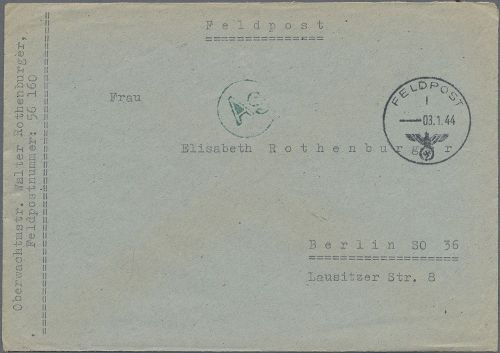 Feldpost
Oberwachtmstr. Walter Rothenburger,
Feldpostnummer: 56 160
Frau
Elisabeth Rothenburger
Berlin SO 36
Lausitzer Str. 8
FELDPOST
03.1.44